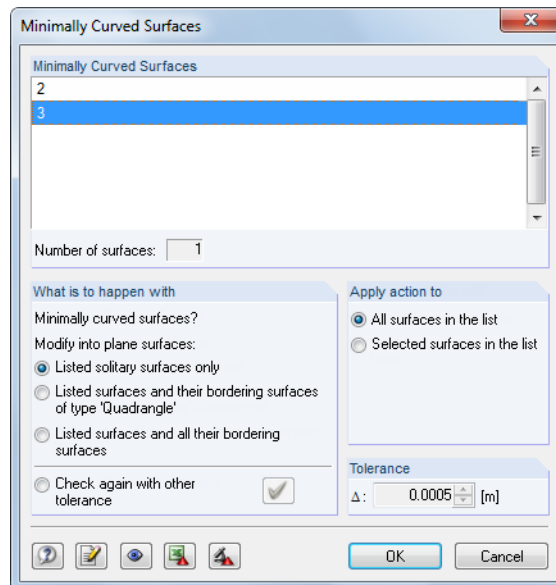 Minimally Curved Surfaces
Minimally Curved Surfaces
2
3
Number of surfaces: 1
What is to happen with
Minimally curved surfaces?
Modify into plane surfaces:
Listed solitary surfaces only
Listed surfaces and their bordering surfaces
of type 'Quadrangle'
Listed surfaces and all their bordering
surfaces
Check again with other
tolerance
Apply action to
All surfaces in the list
Selected surfaces in the list
Tolerance
Δ: 0.0005 [m]
OK Cancel